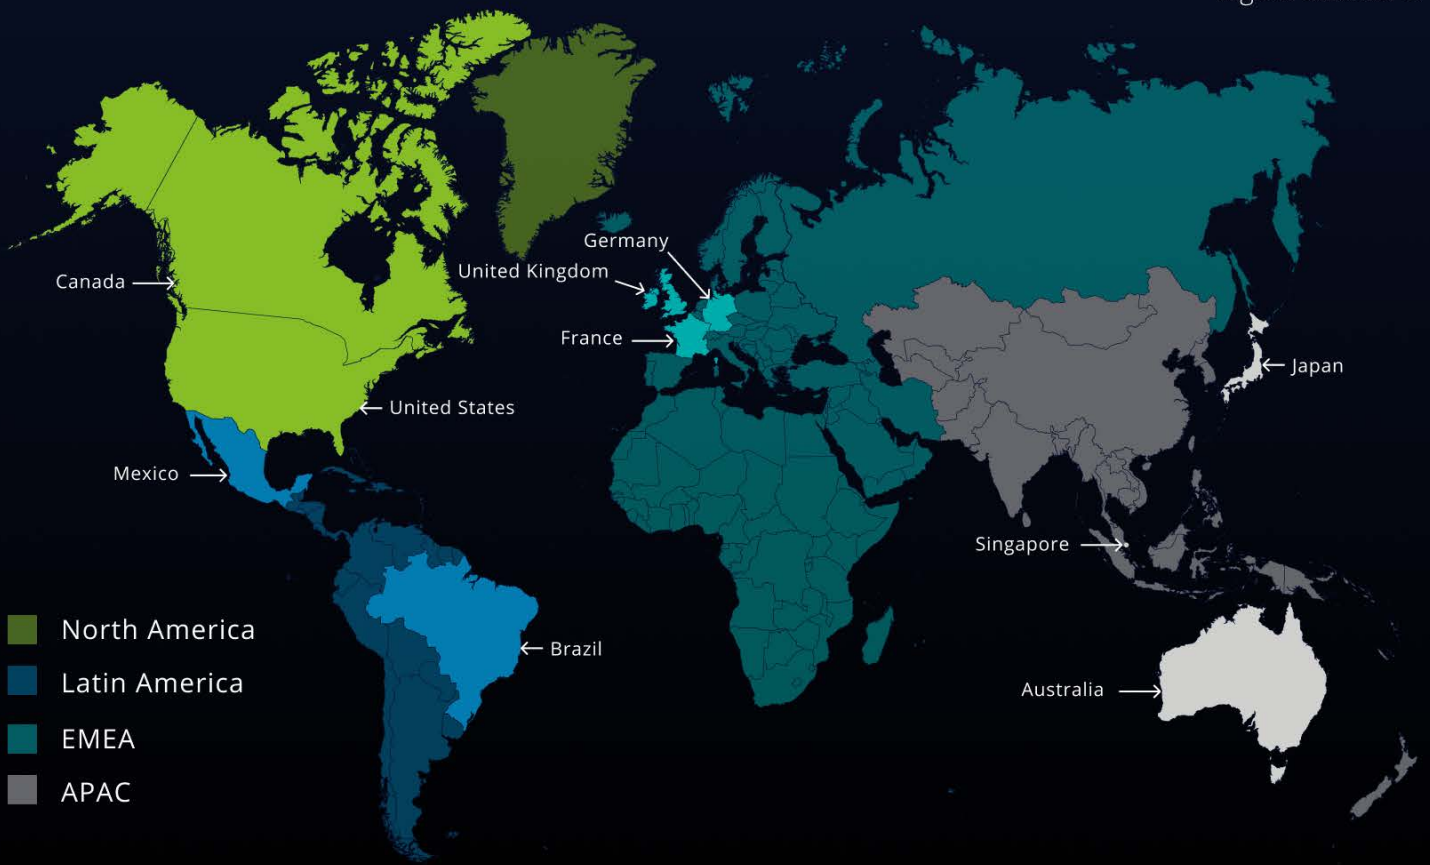 Germany
United Kingdom
Canada
France
Japan
United States
Mexico
Singapore
North America
Brazil
Latin America
Australia
EMEA
APAC